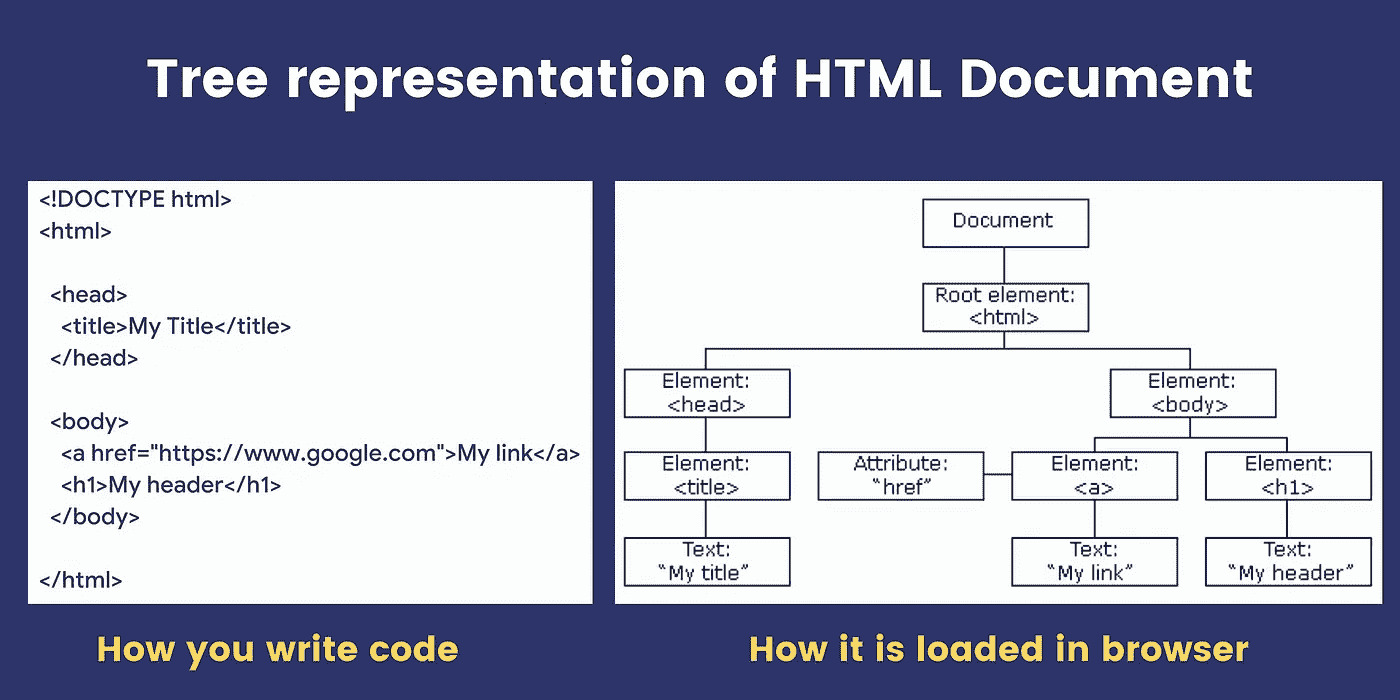 Tree representation of HTML Document
<!DOCTYPE html>
<html>
<head>
<title>My Title</title>
</head>
<body>
<a href="https://www.google.com">My link</a>
<h1>My header</h1>
</body>
</html>
Document
Root element:
<html>
Element:
<head>
Element:
<body>
Element:
<title>
Attribute:
“href”
Element:
<a>
Element:
<h1>
Text:
“My title”
Text:
“My link”
Text:
“My header”
How you write code
How it is loaded in browser